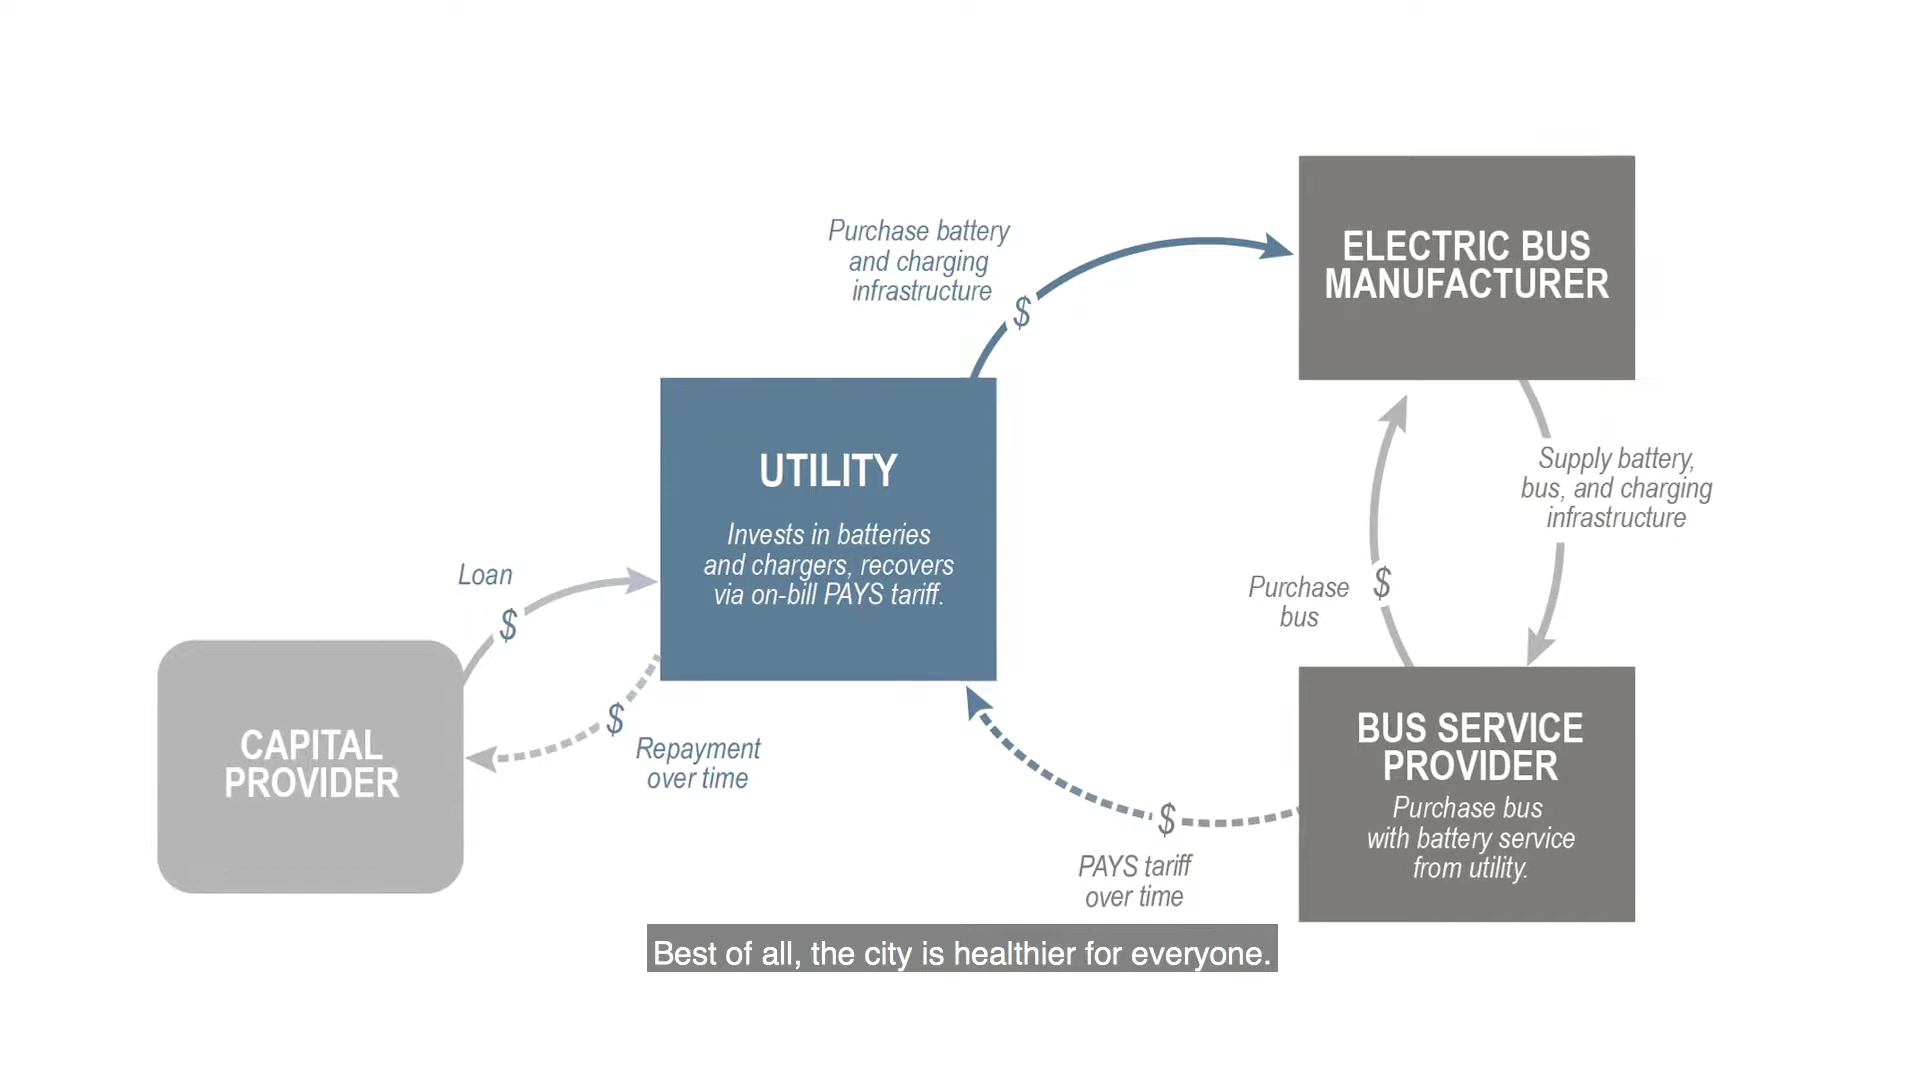 Purchase battery
and charging
infrastructure
$
ELECTRIC BUS
MANUFACTURER
UTILITY
Invests in batteries
and chargers, recovers
via on-bill PAYS tariff.
Supply battery,
bus, and charging
infrastructure
Loan
$
Purchase
bus
$
CAPITAL
PROVIDER
$
Repayment
over time
BUS SERVICE
PROVIDER
Purchase bus
with battery service
from utility.
$
PAYS tariff
over time
Best of all, the city is healthier for everyone.